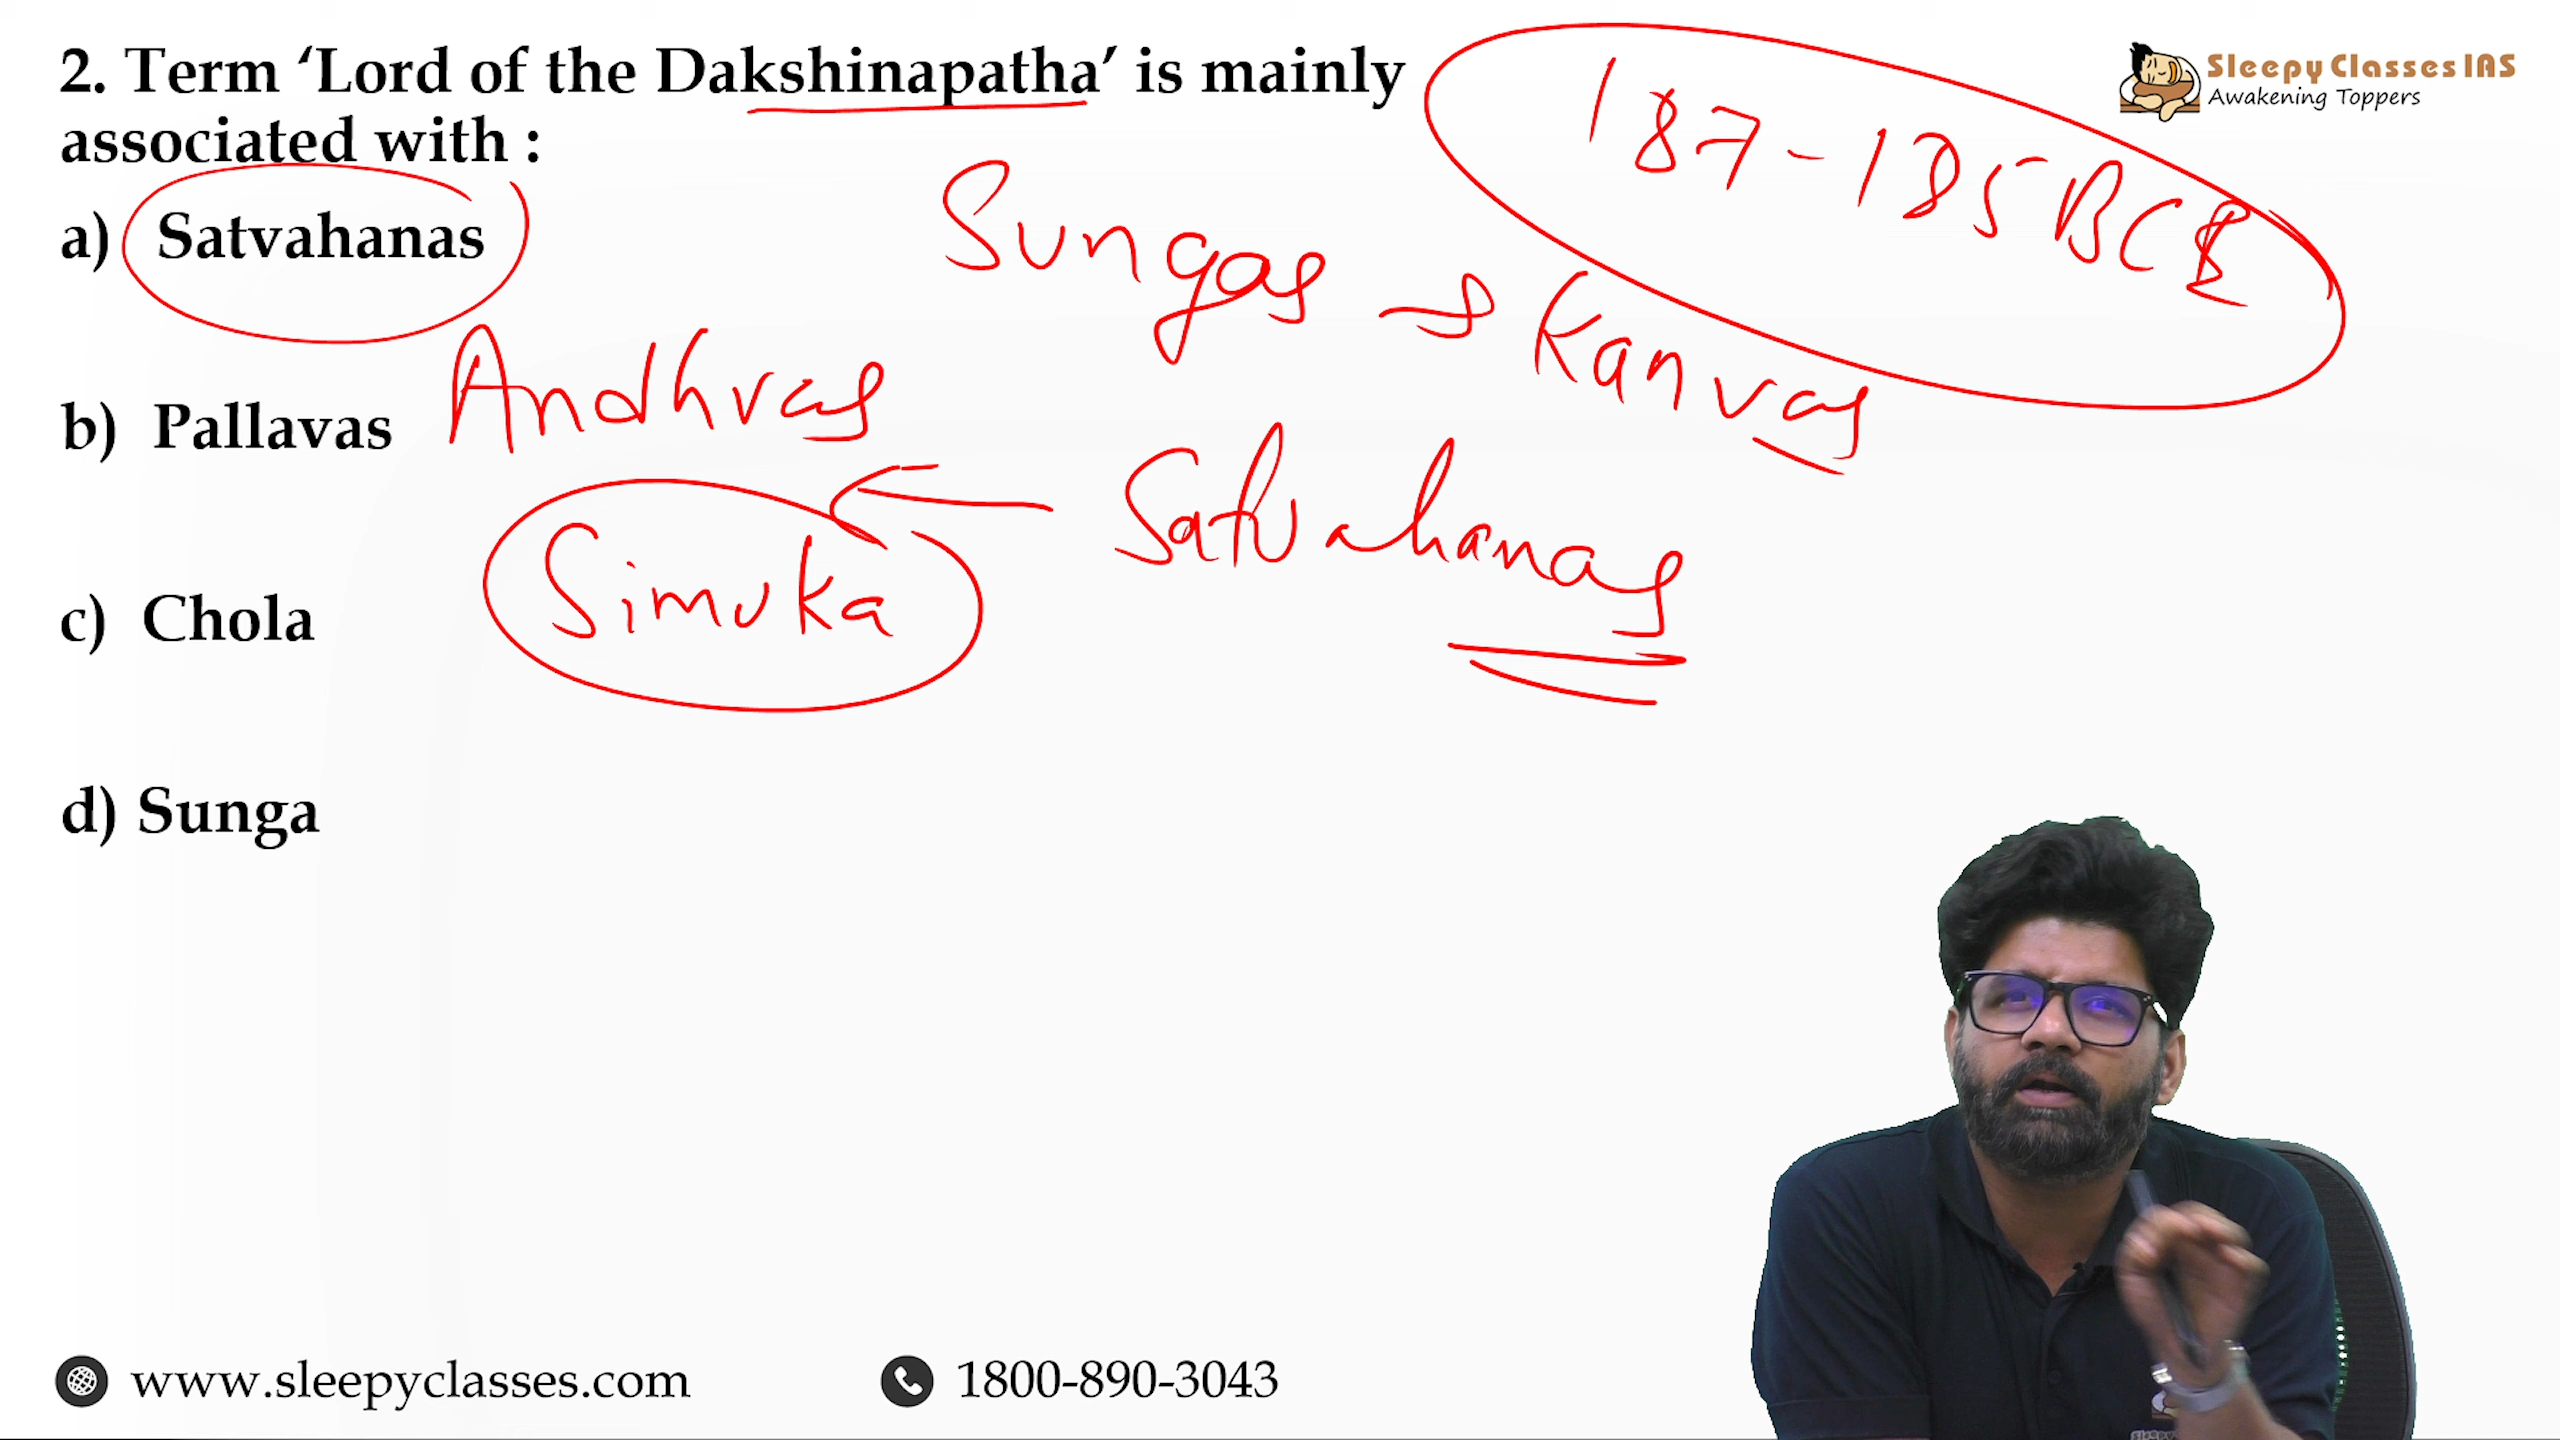 2. Term ‘Lord of the Dakshinapatha’ is mainly
associated with :
Sleepy Classes IAS
Awakening Toppers
187-185 BCE
a) Satvahanas
Sungas → Kanvas
Andhras
b) Pallavas
Satvahanas
Simuka
c) Chola
d) Sunga
www.sleepyclasses.com
1800-890-3043